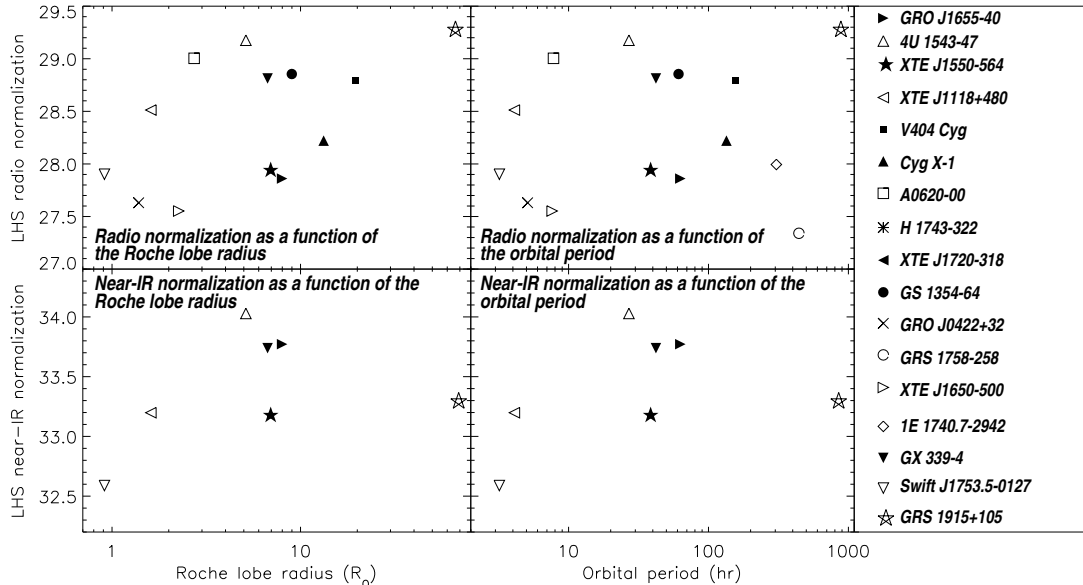 29.5
29.0
28.5
28.0
27.5
27.0
LHS radio normalization
Radio normalization as a function of
the Roche lobe radius
Radio normalization as a function of
the orbital period
34.0
33.5
33.0
32.5
LHS near-IR normalization
Near-IR normalization as a function of the
Roche lobe radius
Near-IR normalization as a function of the
orbital period
1
10
Roche lobe radius (R₀)
10
100
1000
Orbital period (hr)
GRO J1655-40
4U 1543-47
XTE J1550-564
XTE J1118+480
V404 Cyg
Cyg X-1
A0620-00
H 1743-322
XTE J1720-318
GS 1354-64
GRO J0422+32
GRS 1758-258
XTE J1650-500
1E 1740.7-2942
GX 339-4
Swift J1753.5-0127
GRS 1915+105